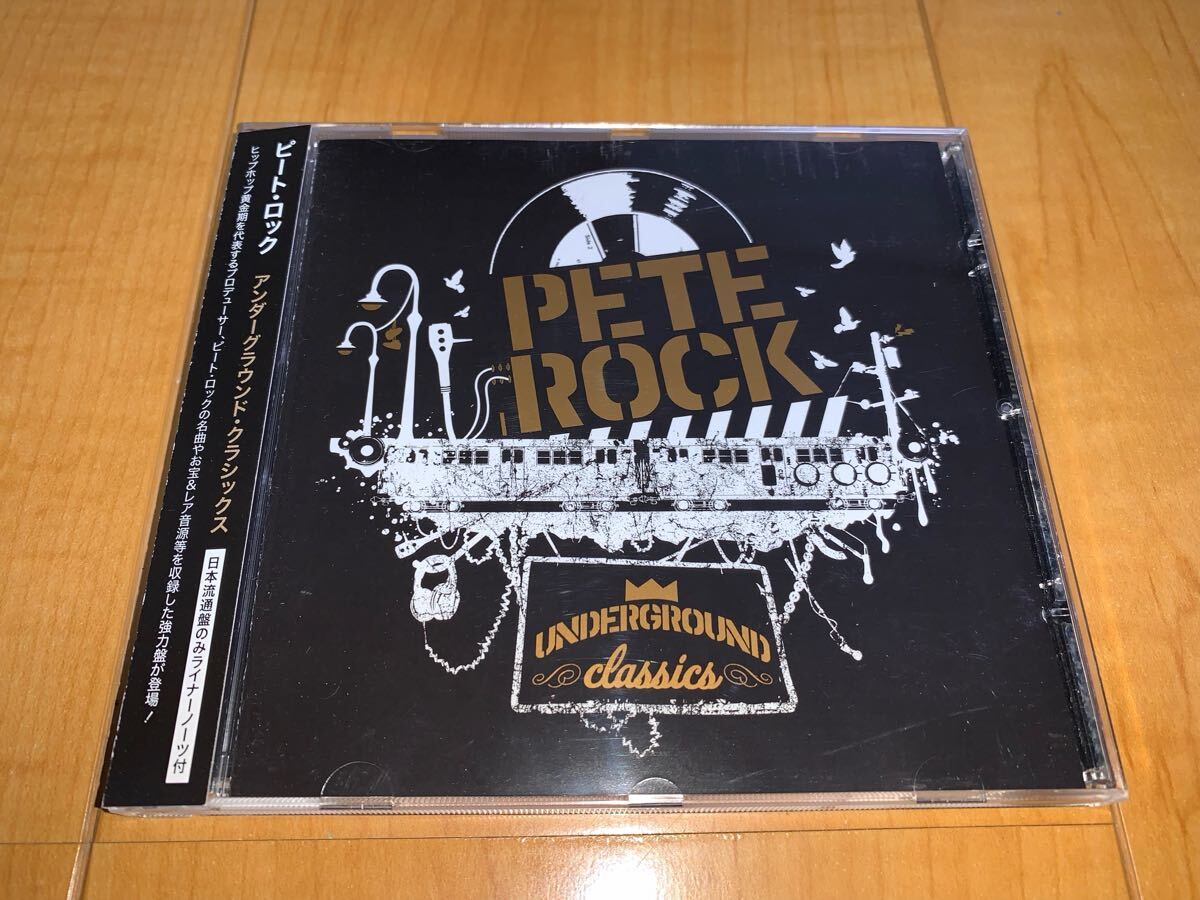 ピート・ロック アンダーグラウンド・クラシックス
ヒップホップ黄金期を代表するプロデューサー、ピート・ロックの名曲やお宝&レア音源等を収録した強力盤が登場!
日本流通盤のみライナーノーツ付
Side 2
PETE
ROCK
UNDERGROUND
classics